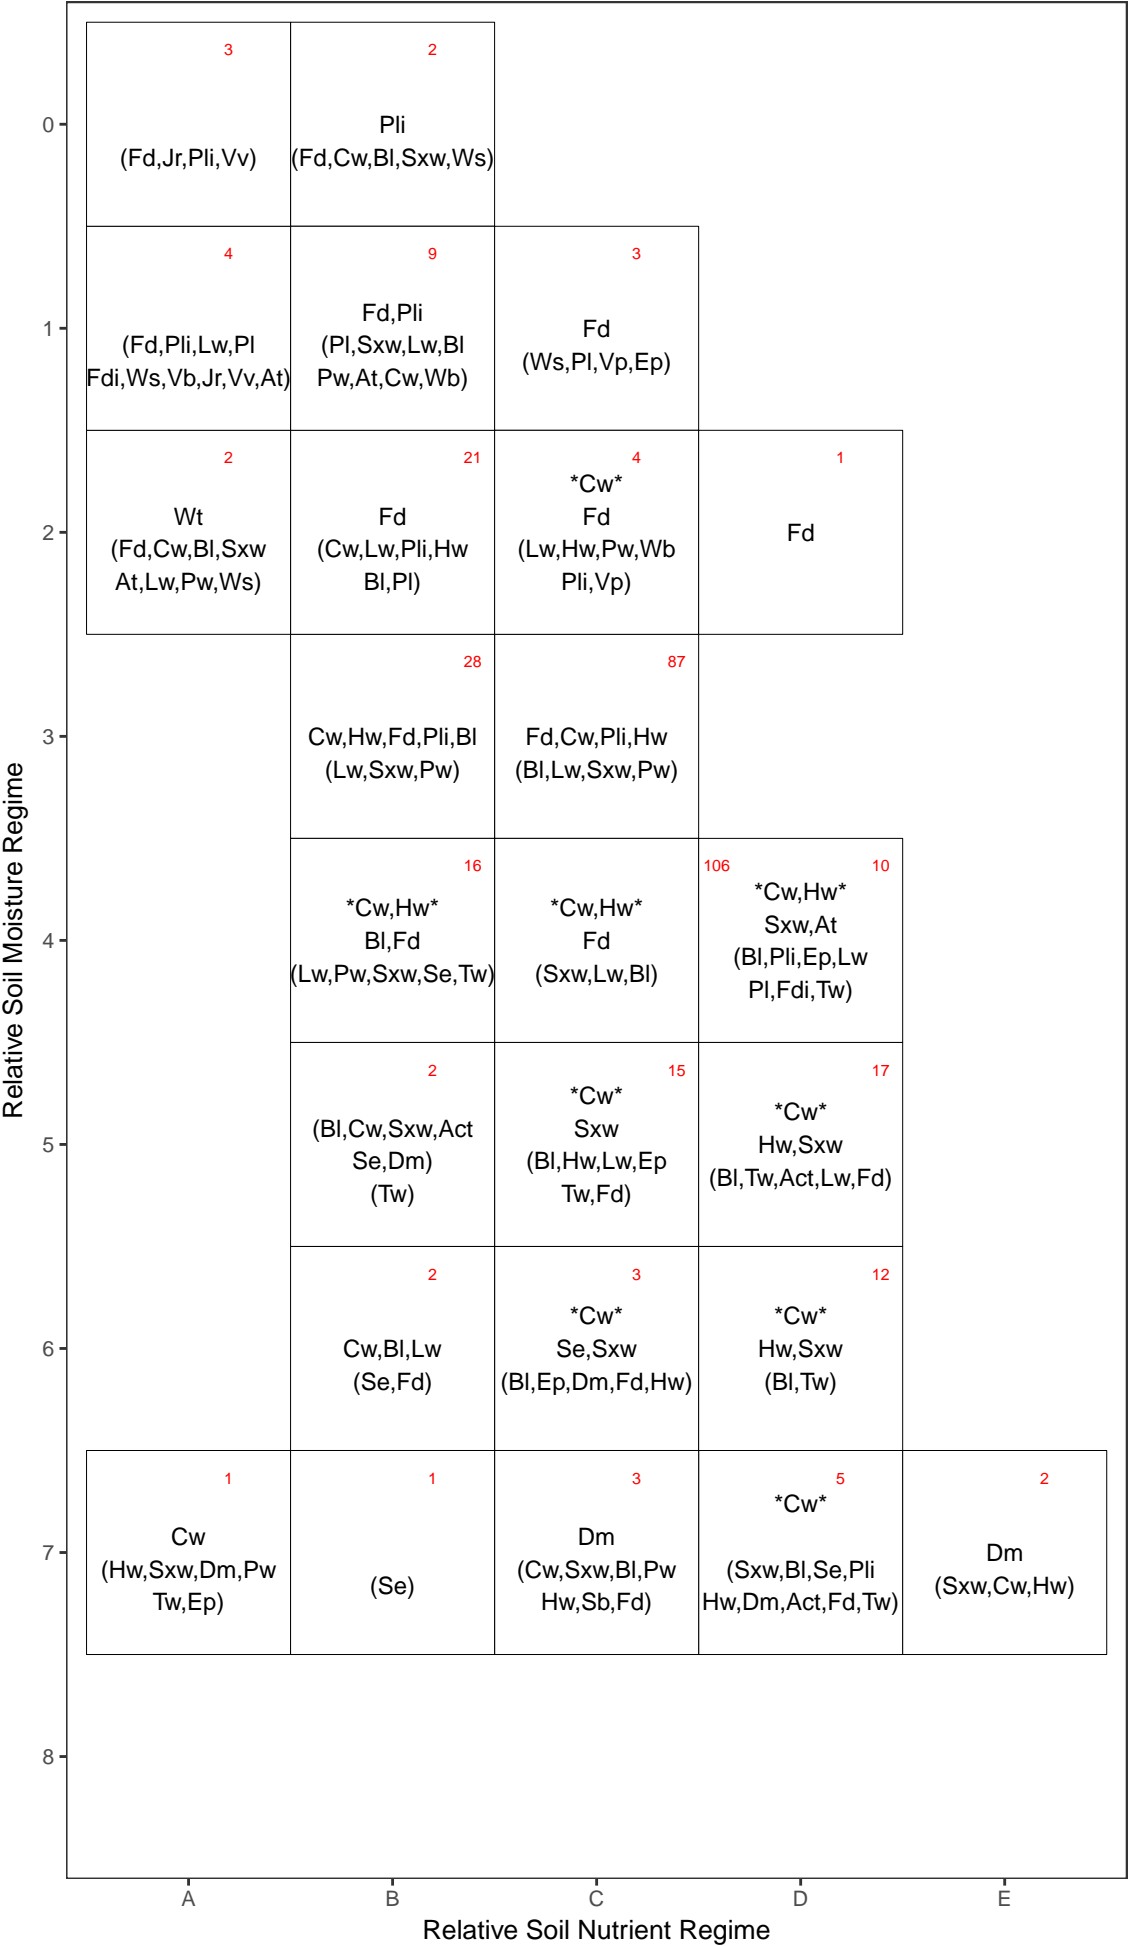 3
2
0
Pli
(Fd,Jr,Pli,Vv)
(Fd,Cw,Bl,Sxw,Ws)
4
9
3
1
(Fd,Pli,Lw,Pl
Fdi,Ws,Vb,Jr,Vv,At)
Fd,Pli
(Pl,Sxw,Lw,Bl
Pw,At,Cw,Wb)
Fd
(Ws,Pl,Vp,Ep)
2
21
4
1
2
Wt
(Fd,Cw,Bl,Sxw
At,Lw,Pw,Ws)
Fd
(Cw,Lw,Pli,Hw
Bl,Pl)
*Cw*
Fd
(Lw,Hw,Pw,Wb
Pli,Vp)
Fd
28
87
3
Cw,Hw,Fd,Pli,Bl
(Lw,Sxw,Pw)
Fd,Cw,Pli,Hw
(Bl,Lw,Sxw,Pw)
16
106
10
4
*Cw,Hw*
Bl,Fd
(Lw,Pw,Sxw,Se,Tw)
*Cw,Hw*
Fd
(Sxw,Lw,Bl)
*Cw,Hw*
Sxw,At
(Bl,Pli,Ep,Lw
Pl,Fdi,Tw)
2
15
17
5
(Bl,Cw,Sxw,Act
Se,Dm)
(Tw)
*Cw*
Sxw
(Bl,Hw,Lw,Ep
Tw,Fd)
*Cw*
Hw,Sxw
(Bl,Tw,Act,Lw,Fd)
2
3
12
6
Cw,Bl,Lw
(Se,Fd)
*Cw*
Se,Sxw
(Bl,Ep,Dm,Fd,Hw)
*Cw*
Hw,Sxw
(Bl,Tw)
1
1
3
5
2
7
Cw
(Hw,Sxw,Dm,Pw
Tw,Ep)
(Se)
Dm
(Cw,Sxw,Bl,Pw
Hw,Sb,Fd)
*Cw*
(Sxw,Bl,Se,Pli
Hw,Dm,Act,Fd,Tw)
Dm
(Sxw,Cw,Hw)
8
Relative Soil Moisture Regime
A B C D E
Relative Soil Nutrient Regime